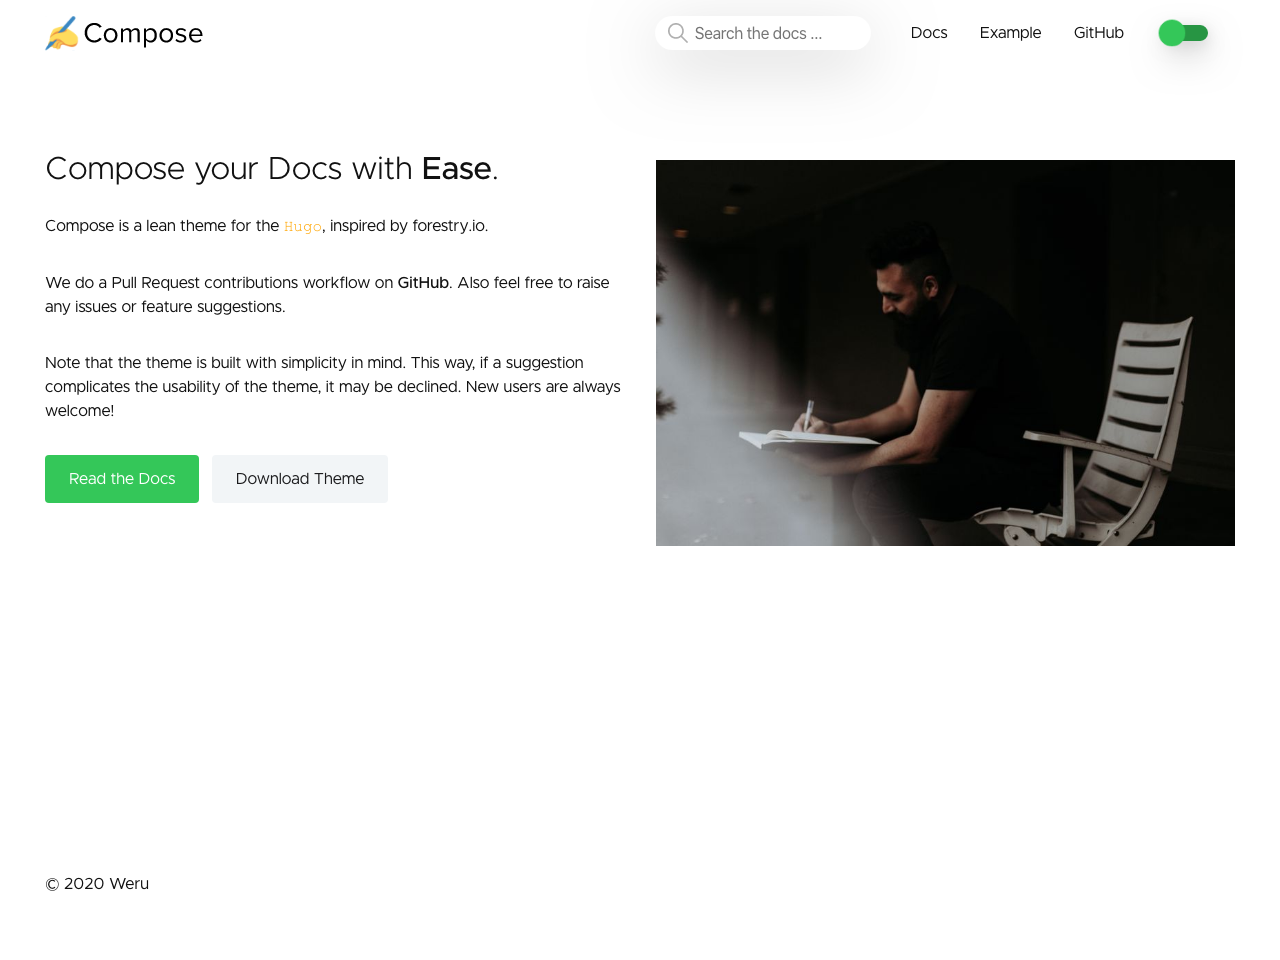 Compose
Search the docs ...
Docs
Example
GitHub
Compose your Docs with Ease.
Compose is a lean theme for the Hugo, inspired by forestry.io.
We do a Pull Request contributions workflow on GitHub. Also feel free to raise
any issues or feature suggestions.
Note that the theme is built with simplicity in mind. This way, if a suggestion
complicates the usability of the theme, it may be declined. New users are always
welcome!
Read the Docs
Download Theme
© 2020 Weru